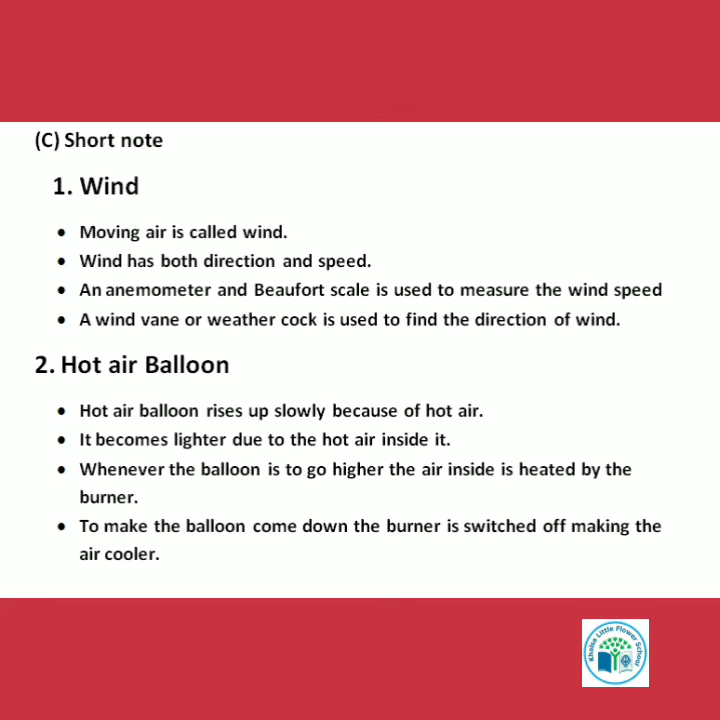 (C) Short note
1. Wind
• Moving air is called wind.
• Wind has both direction and speed.
• An anemometer and Beaufort scale is used to measure the wind speed
• A wind vane or weather cock is used to find the direction of wind.
2. Hot air Balloon
• Hot air balloon rises up slowly because of hot air.
• It becomes lighter due to the hot air inside it.
• Whenever the balloon is to go higher the air inside is heated by the
burner.
• To make the balloon come down the burner is switched off making the
air cooler.
Khalsa Little Flower School